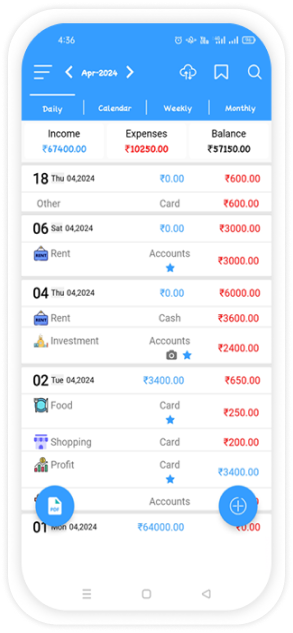 4:36
Apr-2024
Daily Calendar Weekly Monthly
Income Expenses Balance
₹67400.00 ₹10250.00 ₹57150.00
18 Thu 04,2024 ₹0.00 ₹600.00
Other Card ₹600.00
06 Sat 04,2024 ₹0.00 ₹3000.00
RENT Rent Accounts ₹3000.00
04 Thu 04,2024 ₹0.00 ₹6000.00
RENT Rent Cash ₹3600.00
Investment Accounts ₹2400.00
02 Tue 04,2024 ₹3400.00 ₹650.00
Food Card ₹250.00
Shopping Card ₹200.00
Profit Card ₹3400.00
Accounts
PDF
01 Mon 04,2024 ₹64000.00 ₹0.00